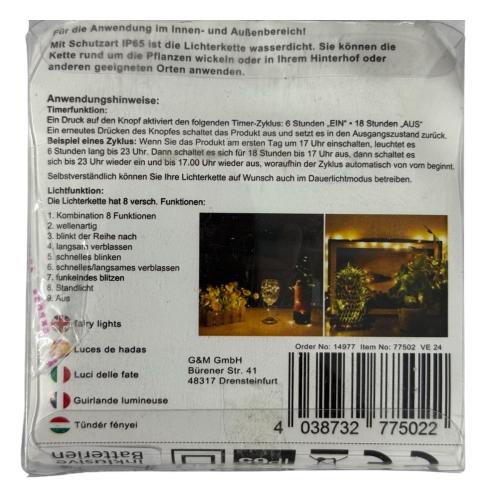 Für die Anwendung im Innen- und Außenbereich!
Mit Schutzart IP65 ist die Lichterkette wasserdicht. Sie können die
Kette rund um die Pflanzen wickeln oder in Ihrem Hinterhof oder
anderen geeigneten Orten anwenden.
Anwendungshinweise:
Timerfunktion:
Ein Druck auf den Knopf aktiviert den folgenden Timer-Zyklus: 6 Stunden „EIN" • 18 Stunden „AUS"
Ein erneutes Drücken des Knopfes schaltet das Produkt aus und setzt es in den Ausgangszustand zurück.
Beispiel eines Zyklus: Wenn Sie das Produkt am ersten Tag um 17 Uhr einschalten, leuchtet es
6 Stunden lang bis 23 Uhr. Dann schaltet es sich für 18 Stunden bis 17 Uhr aus, dann schaltet es
sich bis 23 Uhr wieder ein und bis 17.00 Uhr wieder aus, woraufhin der Zyklus automatisch von vorn beginnt.
Selbstverständlich können Sie Ihre Lichterkette auf Wunsch auch im Dauerlichtmodus betreiben.
Lichtfunktion:
Die Lichterkette hat 8 versch. Funktionen:
1. Kombination 8 Funktionen
2. wellenartig
3. blinkt der Reihe nach
4. langsam verblassen
5. schnelles blinken
6. schnelles/langsames verblassen
7. funkelndes blitzen
8. Standlicht
9. Aus
fairy lights
Luces de hadas
Luci delle fate
Guirlande lumineuse
Tündér fényei
G&M GmbH
Bürener Str. 41
48317 Drensteinfurt
Order No: 14977 Item No: 77502 VE 24
4 038732 775022
Inklusive
Batterien
IP65
CE